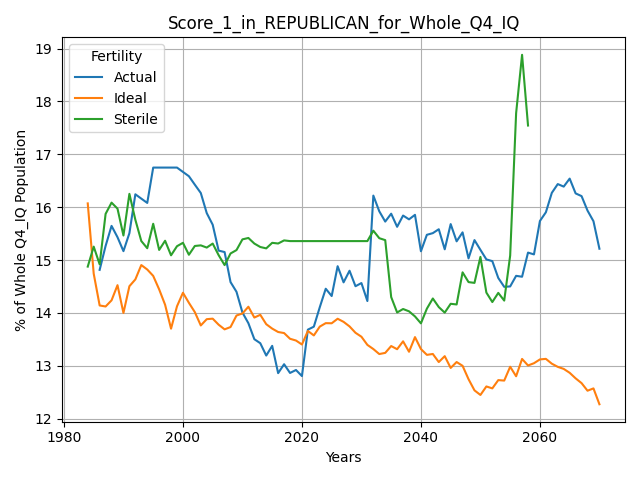 Score_1_in_REPUBLICAN_for_Whole_Q4_IQ
% of Whole Q4_IQ Population
19
18
17
16
15
14
13
12
Fertility
Actual
Ideal
Sterile
1980
2000
2020
2040
2060
Years